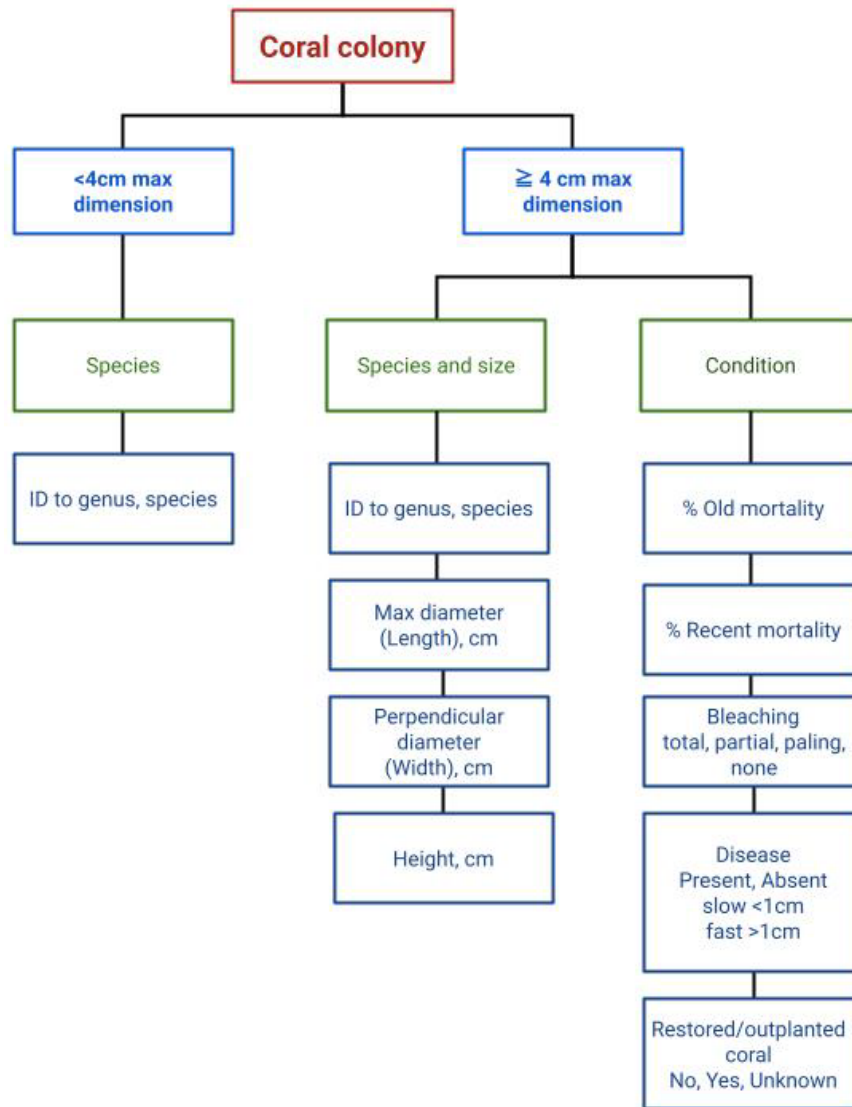 Coral colony
<4cm max
dimension
≧ 4 cm max
dimension
Species
Species and size
Condition
ID to genus, species
ID to genus, species
% Old mortality
Max diameter
(Length), cm
% Recent mortality
Perpendicular
diameter
(Width), cm
Bleaching
total, partial, paling,
none
Height, cm
Disease
Present, Absent
slow <1cm
fast >1cm
Restored/outplanted
coral
No, Yes, Unknown